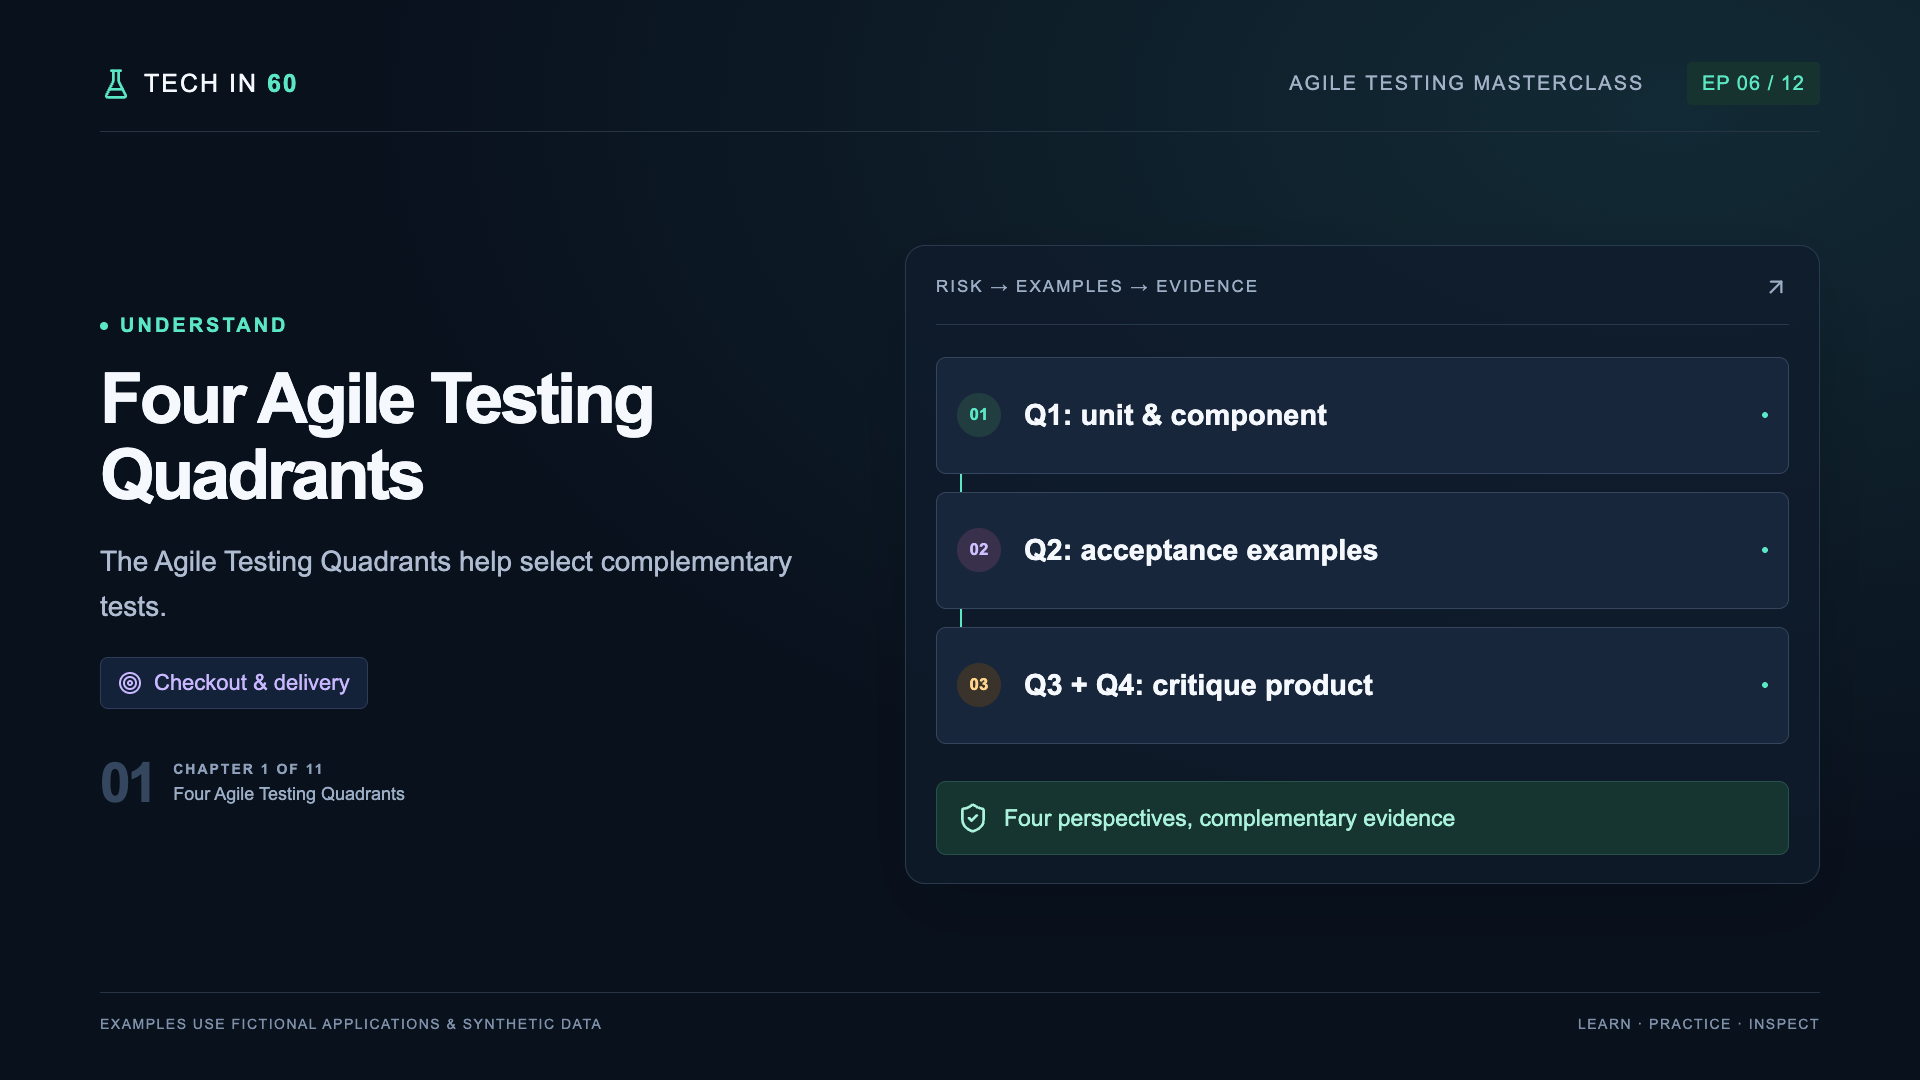 TECH IN 60
AGILE TESTING MASTERCLASS
EP 06 / 12
UNDERSTAND
Four Agile Testing
Quadrants
The Agile Testing Quadrants help select complementary
tests.
Checkout & delivery
01
CHAPTER 1 OF 11
Four Agile Testing Quadrants
RISK → EXAMPLES → EVIDENCE
01
Q1: unit & component
02
Q2: acceptance examples
03
Q3 + Q4: critique product
Four perspectives, complementary evidence
EXAMPLES USE FICTIONAL APPLICATIONS & SYNTHETIC DATA
LEARN · PRACTICE · INSPECT